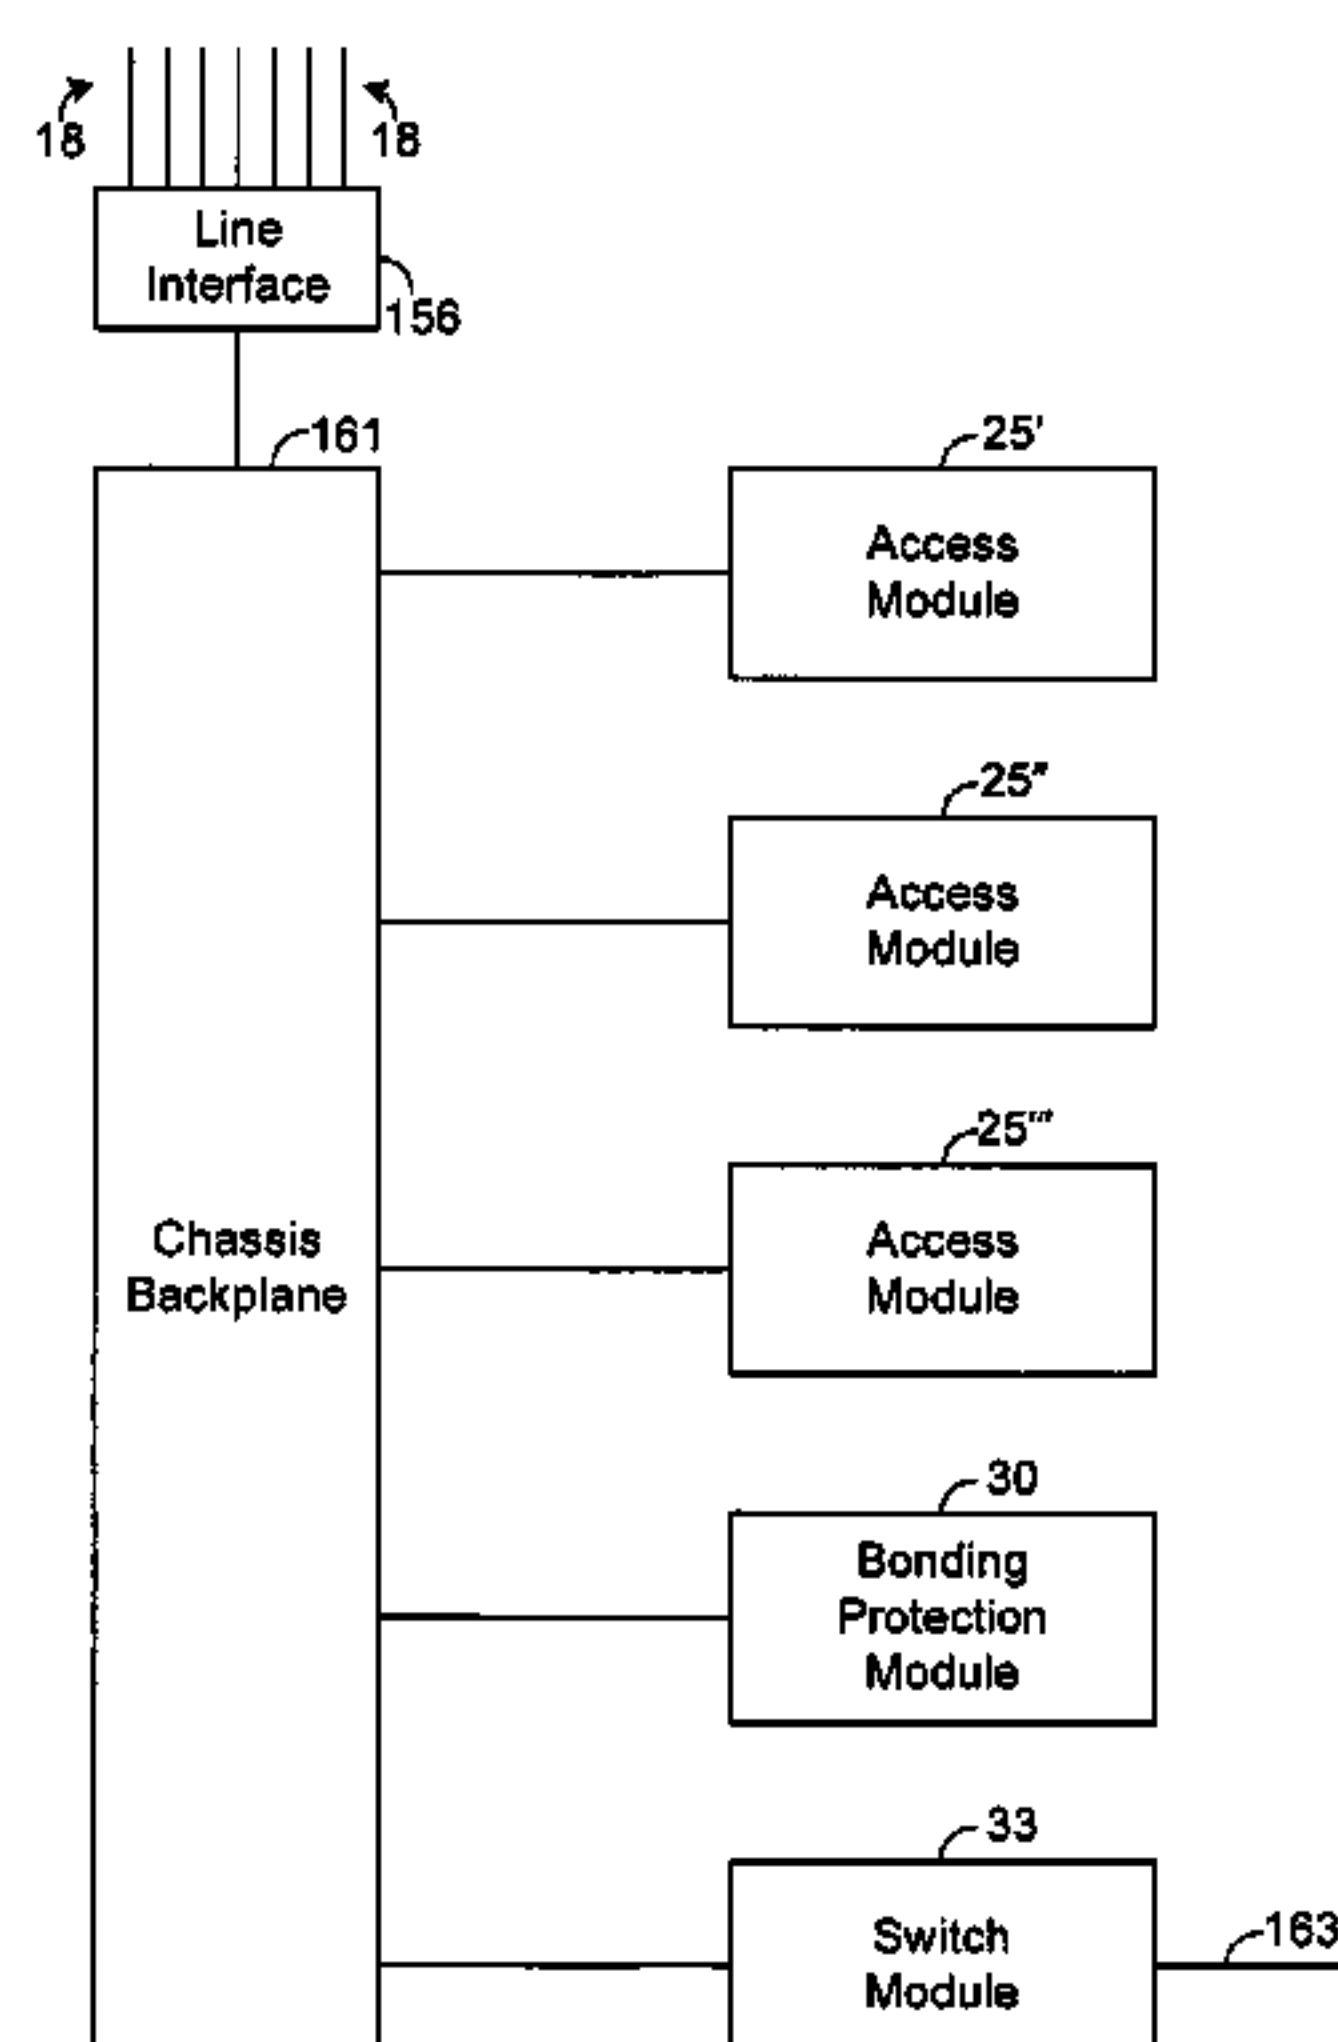 18
18
Line
Interface
156
161
25'
Access
Module
25"
Access
Module
25'''
Access
Module
Chassis
Backplane
30
Bonding
Protection
Module
33
Switch
Module
163